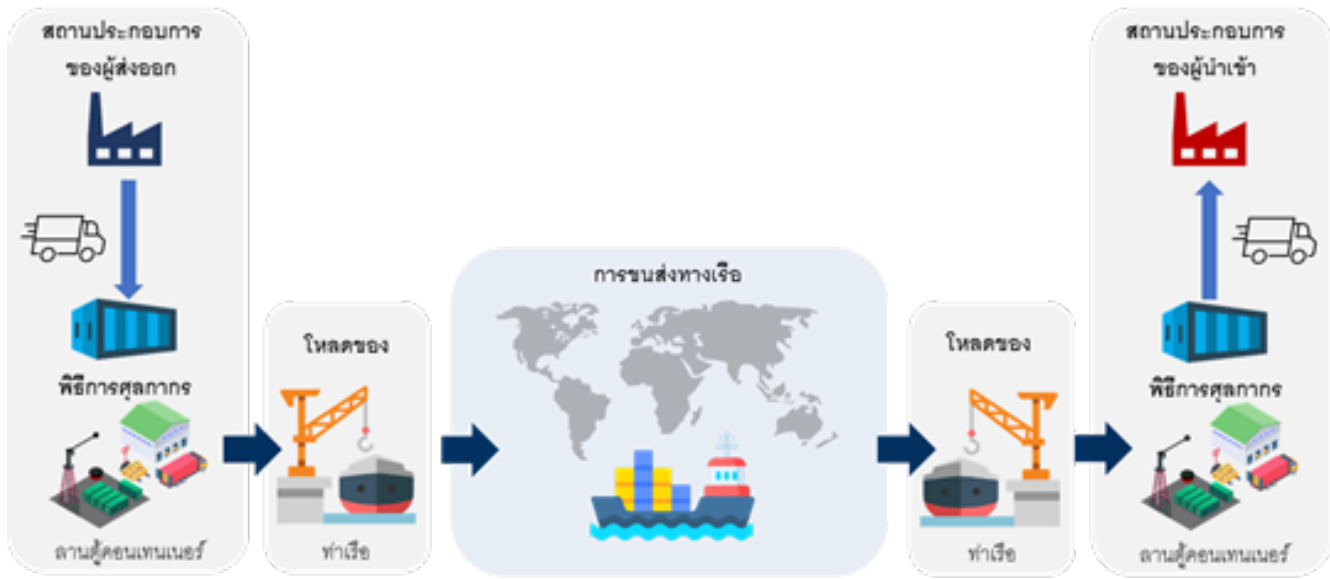 สถานประกอบการ
ของผู้ส่งออก
พิธีการศุลกากร
ลานตู้คอนเทนเนอร์
โหลดของ
ท่าเรือ
การขนส่งทางเรือ
โหลดของ
ท่าเรือ
สถานประกอบการ
ของผู้นำเข้า
พิธีการศุลกากร
ลานตู้คอนเทนเนอร์